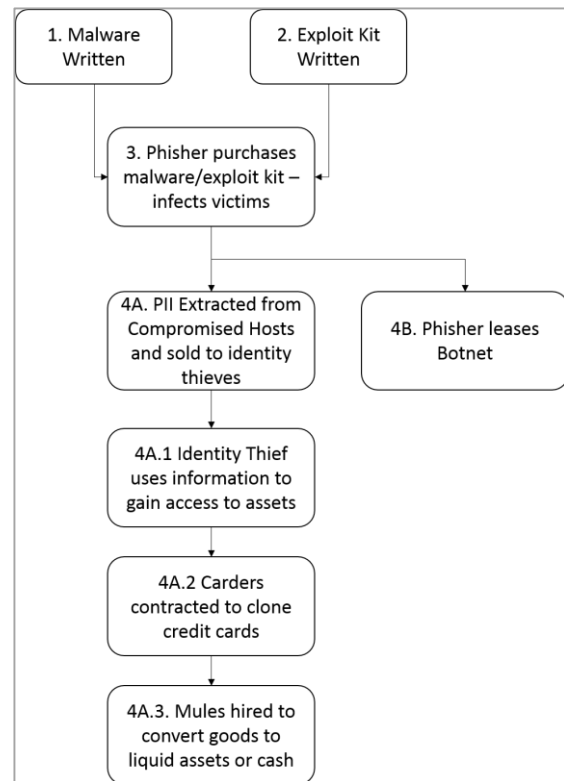 1. Malware
Written
2. Exploit Kit
Written
3. Phisher purchases
malware/exploit kit –
infects victims
4A. PII Extracted from
Compromised Hosts
and sold to identity
thieves
4B. Phisher leases
Botnet
4A.1 Identity Thief
uses information to
gain access to assets
4A.2 Carders
contracted to clone
credit cards
4A.3. Mules hired to
convert goods to
liquid assets or cash